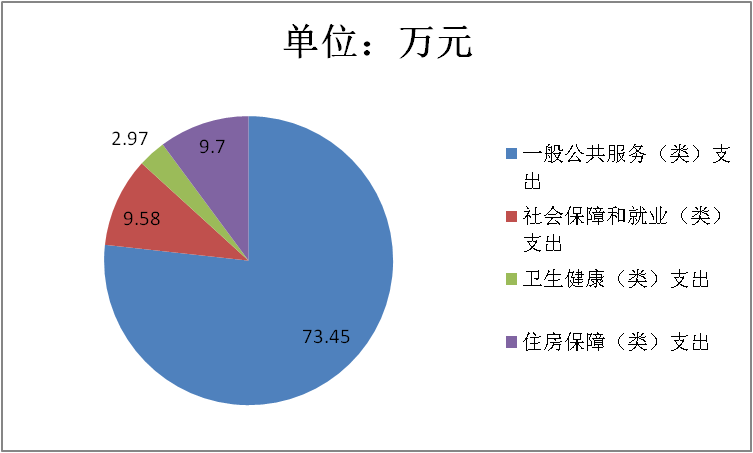 单位：万元
2.97
9.7
9.58
73.45
一般公共服务（类）支
出
社会保障和就业（类）
支出
卫生健康（类）支出
住房保障（类）支出